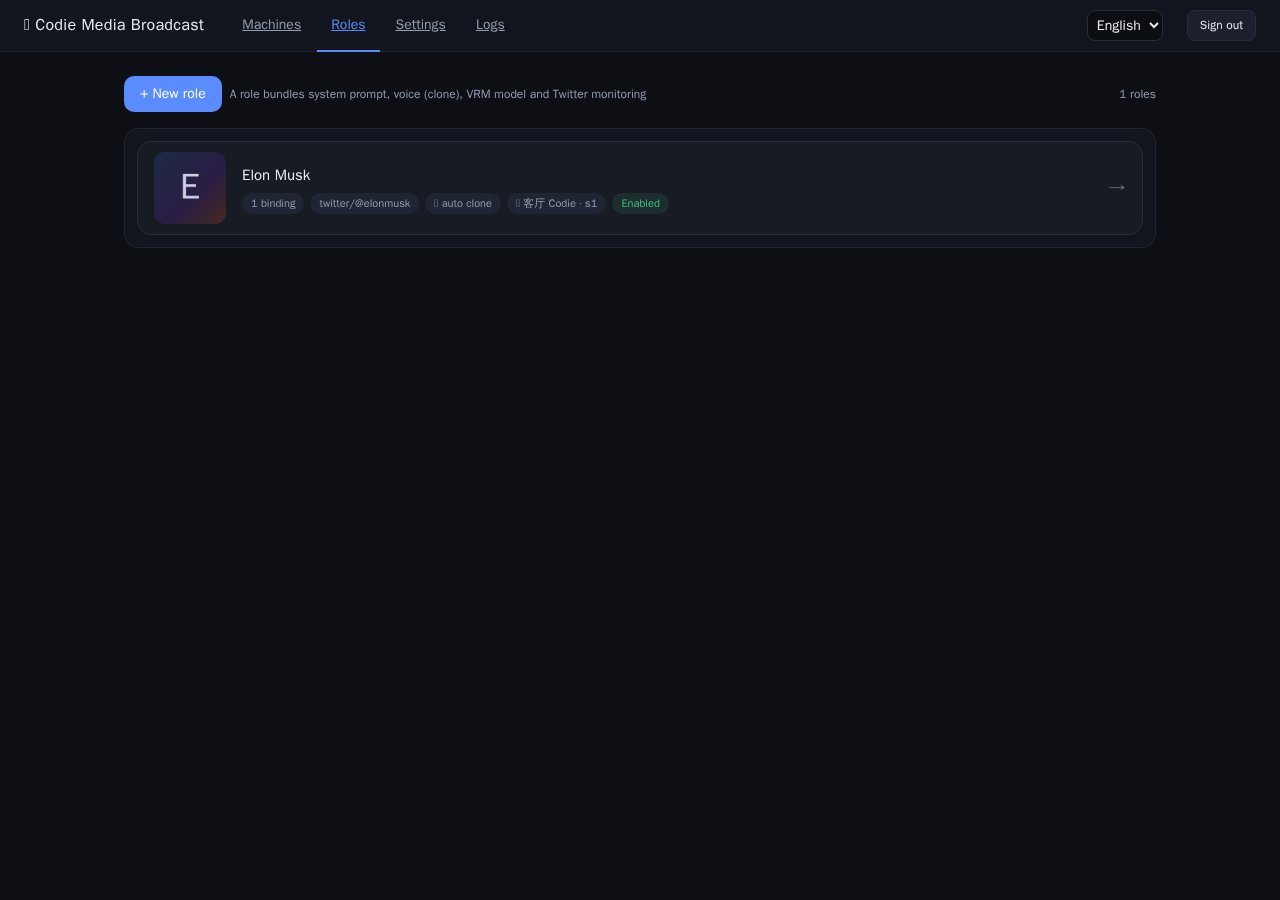 Codie Media Broadcast Machines Roles Settings Logs English Sign out
+ New role A role bundles system prompt, voice (clone), VRM model and Twitter monitoring 1 roles
E
Elon Musk
1 binding twitter/@elonmusk auto clone 客厅 Codie · s1 Enabled →